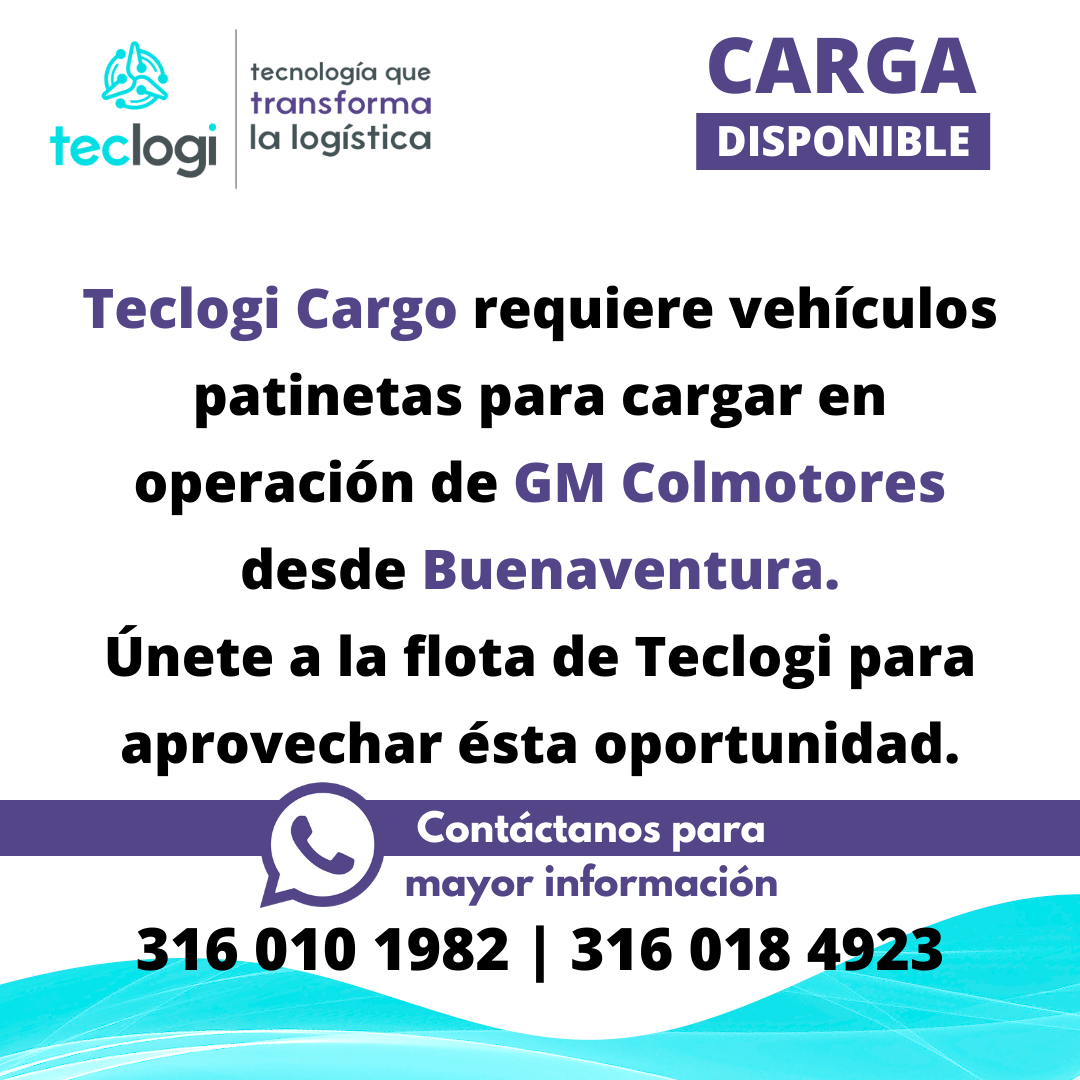 teclogi
tecnología que
transforma
la logística
CARGA
DISPONIBLE
Teclogi Cargo requiere vehículos
patinetas para cargar en
operación de GM Colmotores
desde Buenaventura.
Únete a la flota de Teclogi para
aprovechar ésta oportunidad.
Contáctanos para
mayor información
316 010 1982 | 316 018 4923